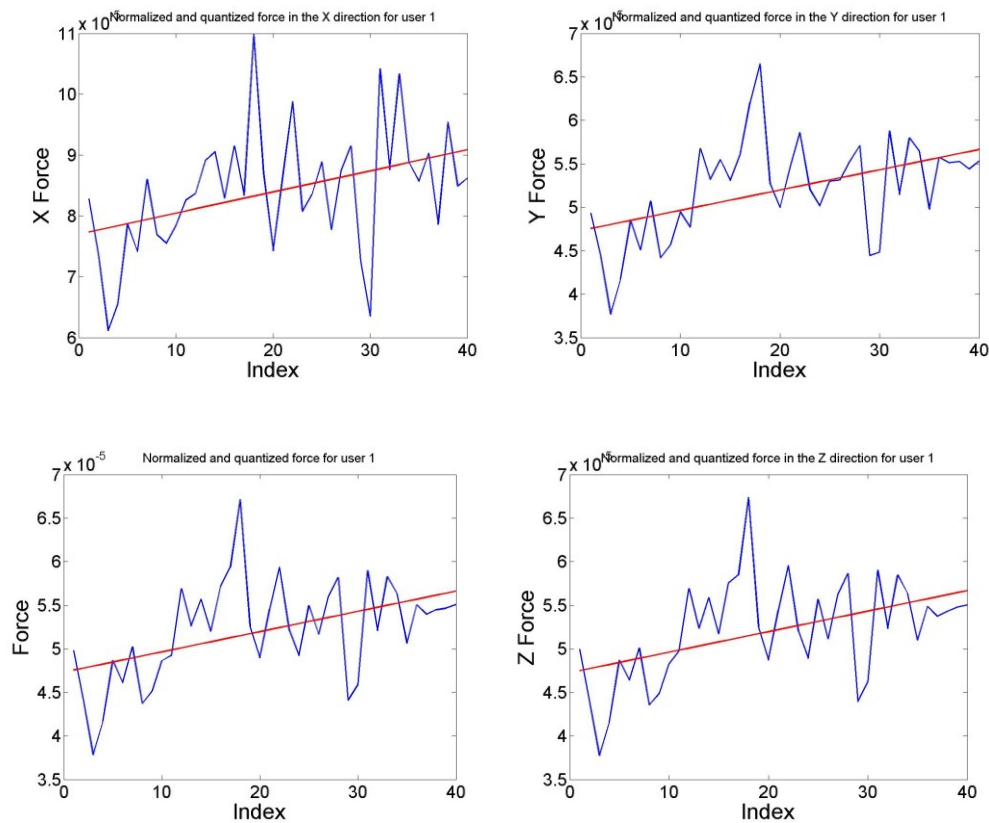 Normalized and quantized force in the X direction for user 1
x 10^-5
11
10
9
8
7
6
X Force
0 10 20 30 40
Index
Normalized and quantized force in the Y direction for user 1
x 10^-5
7
6.5
6
5.5
5
4.5
4
3.5
Y Force
0 10 20 30 40
Index
Normalized and quantized force for user 1
x 10^-5
7
6.5
6
5.5
5
4.5
4
3.5
Force
0 10 20 30 40
Index
Normalized and quantized force in the Z direction for user 1
x 10^-5
7
6.5
6
5.5
5
4.5
4
3.5
Z Force
0 10 20 30 40
Index